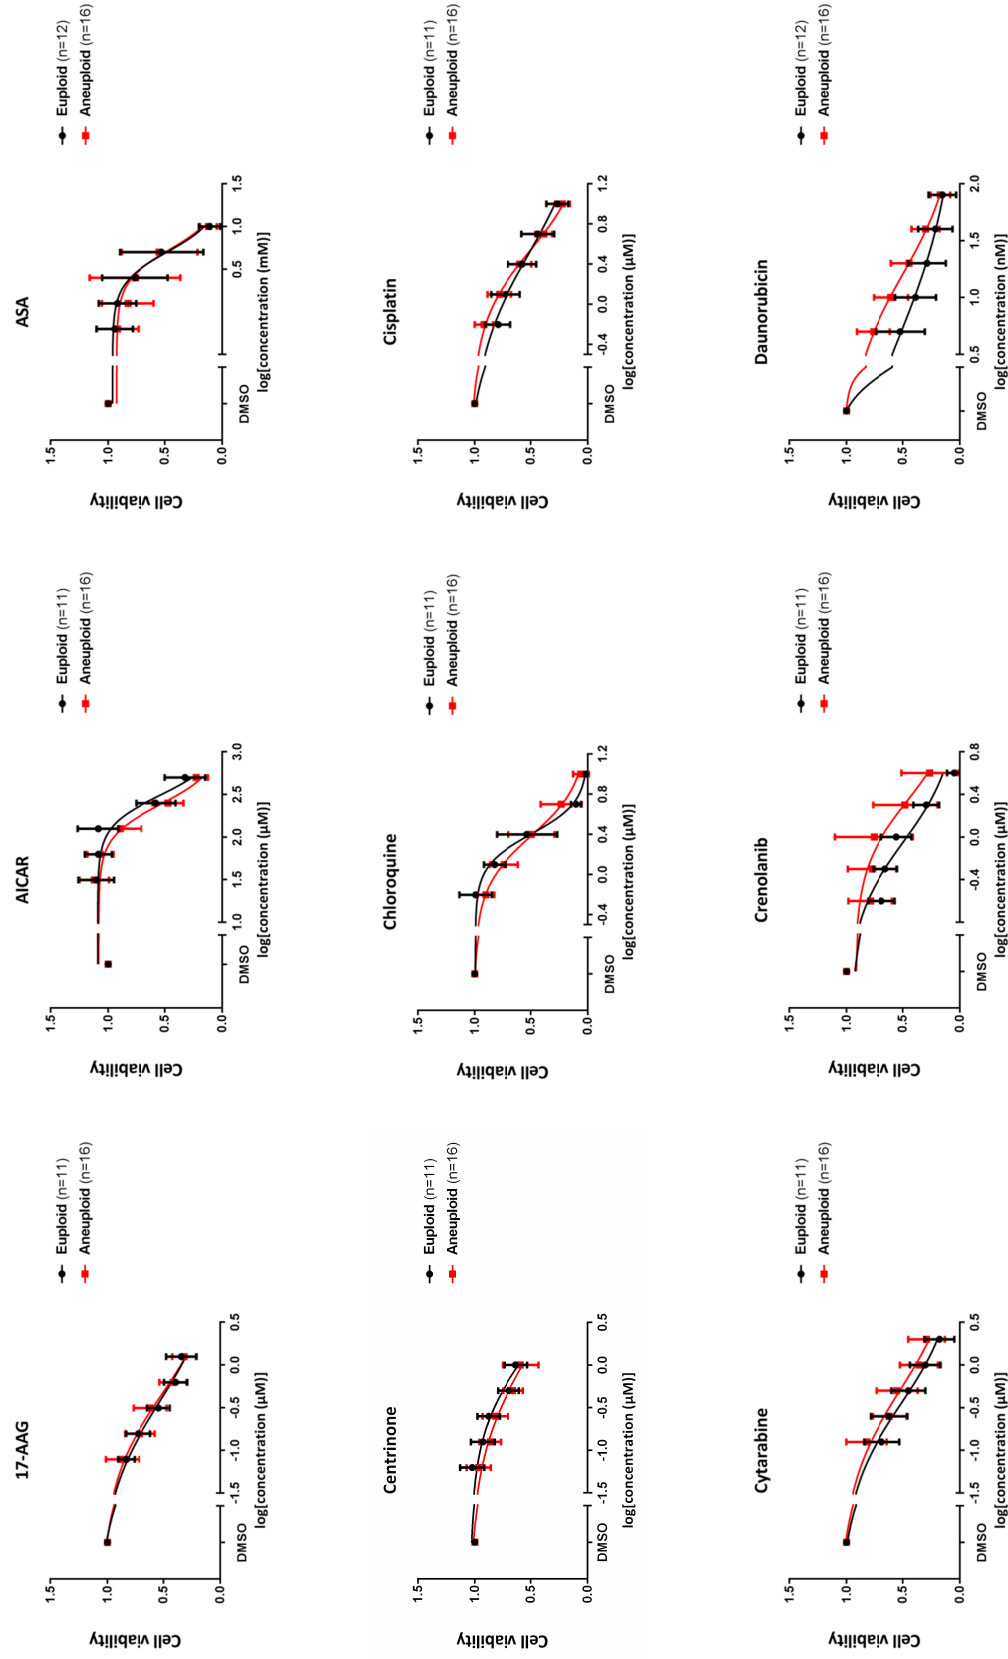 17-AAG
Euploid (n=11)
Aneuploid (n=16)
Cell viability
1.5
1.0
0.5
0.0
DMSO
-1.5
-1.0
-0.5
0.0
0.5
log[concentration (µM)]
AICAR
Euploid (n=11)
Aneuploid (n=16)
Cell viability
1.5
1.0
0.5
0.0
DMSO
1.0
1.5
2.0
2.5
3.0
log[concentration (µM)]
ASA
Euploid (n=12)
Aneuploid (n=16)
Cell viability
1.5
1.0
0.5
0.0
DMSO
0.5
1.0
1.5
log[concentration (mM)]
Centrinone
Euploid (n=11)
Aneuploid (n=16)
Cell viability
1.5
1.0
0.5
0.0
DMSO
-1.5
-1.0
-0.5
0.0
0.5
log[concentration (µM)]
Chloroquine
Euploid (n=11)
Aneuploid (n=16)
Cell viability
1.5
1.0
0.5
0.0
DMSO
-0.4
0.0
0.4
0.8
1.2
log[concentration (µM)]
Cisplatin
Euploid (n=11)
Aneuploid (n=16)
Cell viability
1.5
1.0
0.5
0.0
DMSO
-0.4
0.0
0.4
0.8
1.2
log[concentration (µM)]
Cytarabine
Euploid (n=11)
Aneuploid (n=16)
Cell viability
1.5
1.0
0.5
0.0
DMSO
-1.5
-1.0
-0.5
0.0
0.5
log[concentration (µM)]
Crenolanib
Euploid (n=11)
Aneuploid (n=16)
Cell viability
1.5
1.0
0.5
0.0
DMSO
-0.4
0.0
0.4
0.8
log[concentration (µM)]
Daunorubicin
Euploid (n=12)
Aneuploid (n=16)
Cell viability
1.5
1.0
0.5
0.0
DMSO
0.5
1.0
1.5
2.0
log[concentration (nM)]